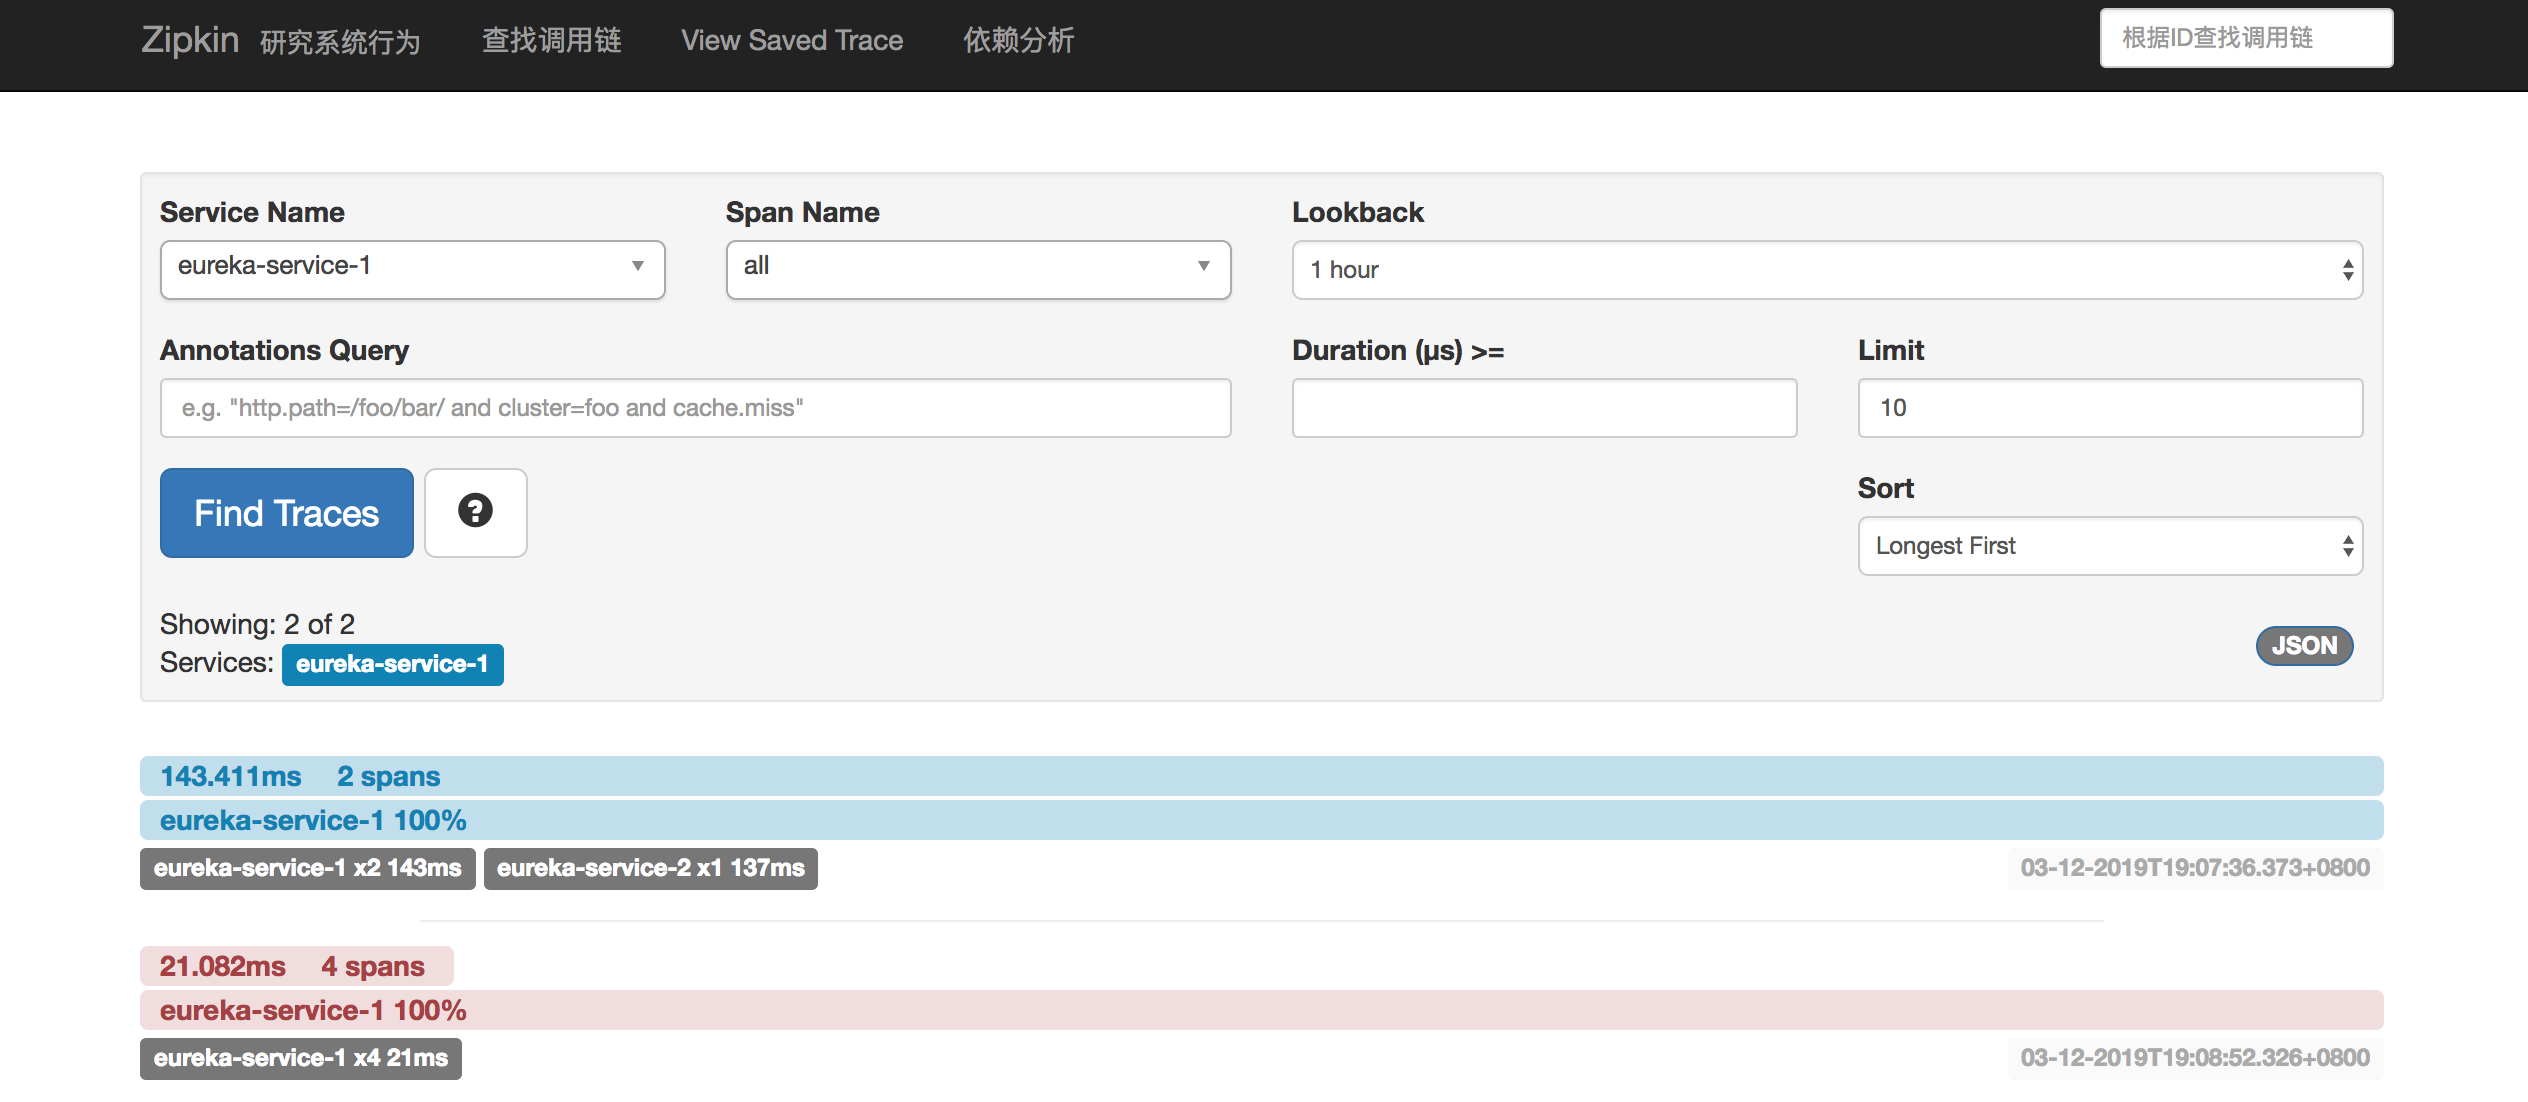 Zipkin 研究系统行为 查找调用链 View Saved Trace 依赖分析 根据ID查找调用链
Service Name Span Name Lookback
eureka-service-1 all 1 hour
Annotations Query Duration (μs) >= Limit
e.g. "http.path=/foo/bar/ and cluster=foo and cache.miss" 10
Find Traces ?
Sort
Longest First
Showing: 2 of 2
Services: eureka-service-1 JSON
143.411ms 2 spans
eureka-service-1 100%
eureka-service-1 x2 143ms eureka-service-2 x1 137ms 03-12-2019T19:07:36.373+0800
21.082ms 4 spans
eureka-service-1 100%
eureka-service-1 x4 21ms 03-12-2019T19:08:52.326+0800